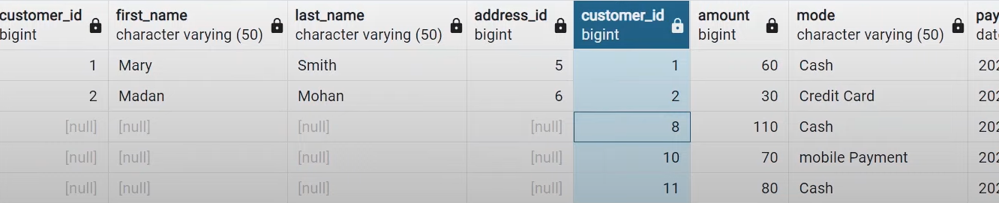 customer_id first_name last_name address_id customer_id amount mode pay
bigint character varying (50) character varying (50) bigint bigint bigint character varying (50) dat
1 Mary Smith 5 1 60 Cash 202
2 Madan Mohan 6 2 30 Credit Card 202
[null] [null] [null] [null] 8 110 Cash 202
[null] [null] [null] [null] 10 70 mobile Payment 202
[null] [null] [null] [null] 11 80 Cash 202